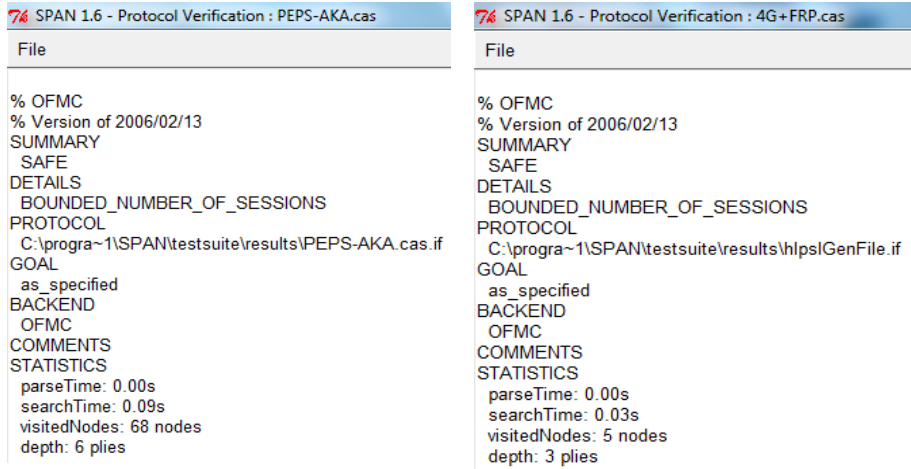 SPAN 1.6 - Protocol Verification : PEPS-AKA.cas
File
% OFMC
% Version of 2006/02/13
SUMMARY
SAFE
DETAILS
BOUNDED_NUMBER_OF_SESSIONS
PROTOCOL
C:\progra~1\SPAN\testsuite\results\PEPS-AKA.cas.if
GOAL
as_specified
BACKEND
OFMC
COMMENTS
STATISTICS
parseTime: 0.00s
searchTime: 0.09s
visitedNodes: 68 nodes
depth: 6 plies
SPAN 1.6 - Protocol Verification : 4G+FRP.cas
File
% OFMC
% Version of 2006/02/13
SUMMARY
SAFE
DETAILS
BOUNDED_NUMBER_OF_SESSIONS
PROTOCOL
C:\progra~1\SPAN\testsuite\results\hlpslGenFile.if
GOAL
as_specified
BACKEND
OFMC
COMMENTS
STATISTICS
parseTime: 0.00s
searchTime: 0.03s
visitedNodes: 5 nodes
depth: 3 plies